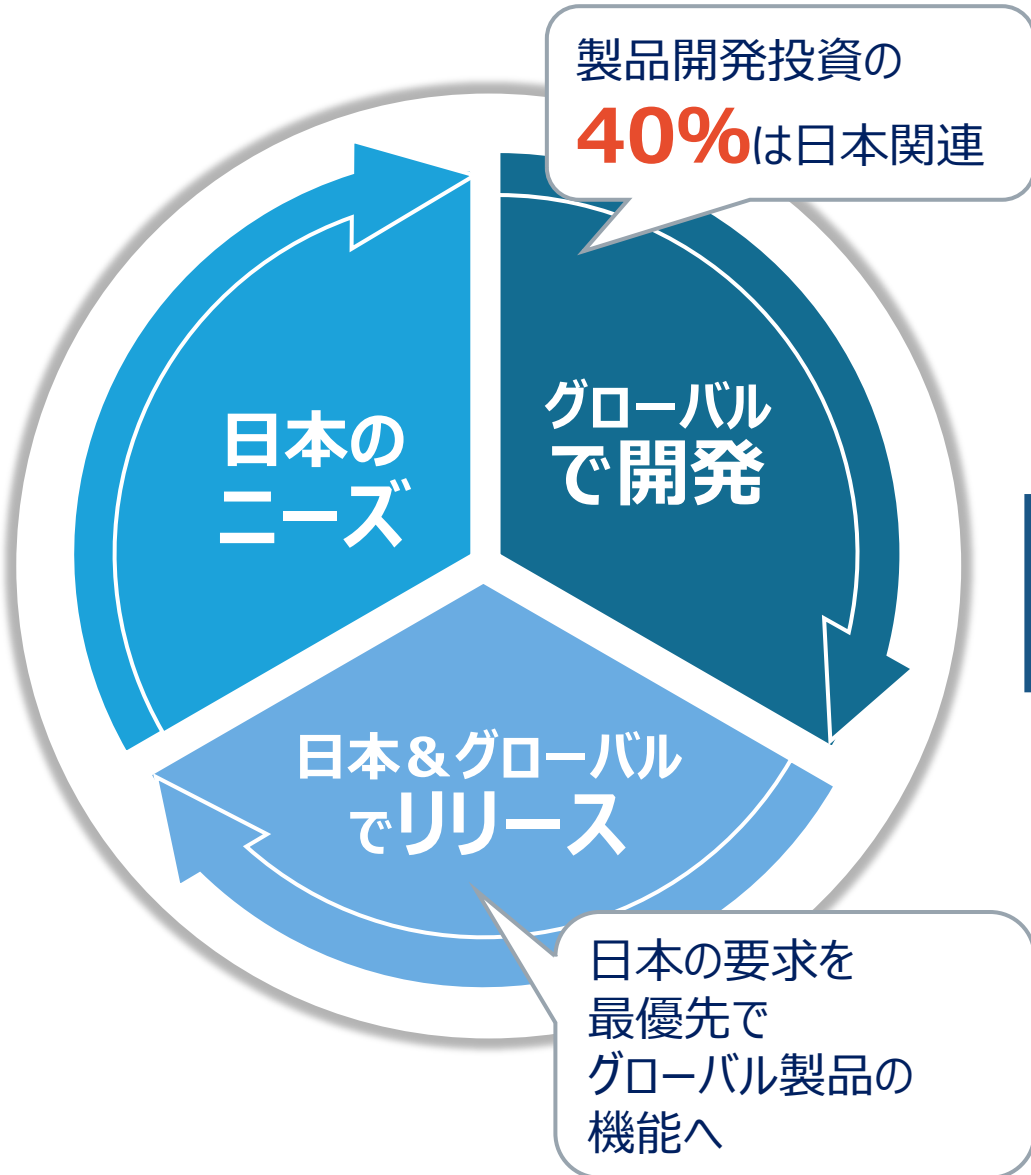 製品開発投資の
40%は日本関連
日本の
ニーズ
グローバル
で開発
日本&グローバル
でリリース
日本の要求を
最優先で
グローバル製品の
機能へ